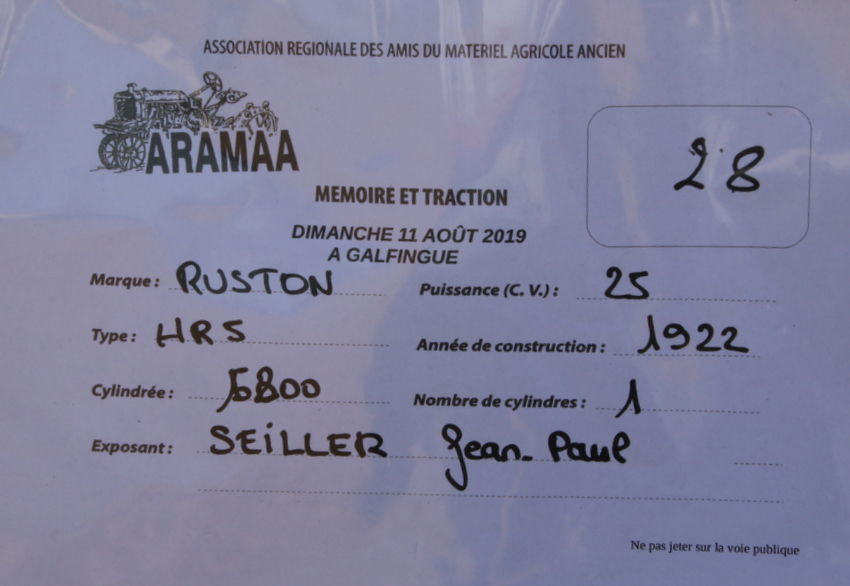 ASSOCIATION REGIONALE DES AMIS DU MATERIEL AGRICOLE ANCIEN
ARAMAA
28
MEMOIRE ET TRACTION
DIMANCHE 11 AOÛT 2019
A GALFINGUE
Marque : RUSTON Puissance (C. V.) : 25
Type : HRS Année de construction : 1922
Cylindrée : 6800 Nombre de cylindres : 1
Exposant : SEILLER Jean-Paul
Ne pas jeter sur la voie publique